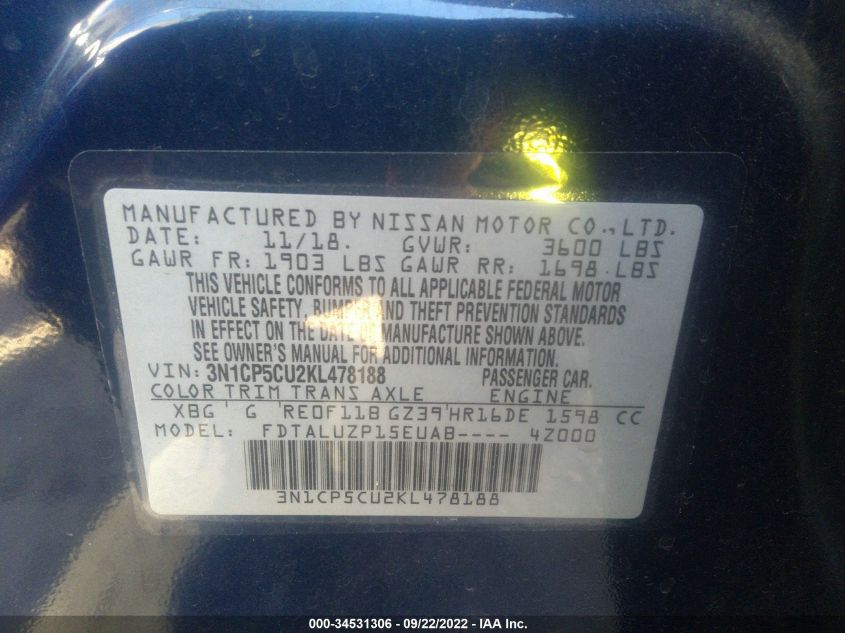 MANUFACTURED BY NISSAN MOTOR CO., LTD.
DATE: 11/18. GVWR: 3600 LBS
GAWR FR: 1903 LBS GAWR RR: 1698 LBS
THIS VEHICLE CONFORMS TO ALL APPLICABLE FEDERAL MOTOR
VEHICLE SAFETY, BUMPER AND THEFT PREVENTION STANDARDS
IN EFFECT ON THE DATE OF MANUFACTURE SHOWN ABOVE.
SEE OWNER'S MANUAL FOR ADDITIONAL INFORMATION.
VIN: 3N1CP5CU2KL478188 PASSENGER CAR.
COLOR TRIM TRANS AXLE ENGINE
XBG G RE0F11B GZ39 HR16DE 1598 CC
MODEL: FDTALUZP15EUAB---- 4Z000
3N1CP5CU2KL478188
000-34531306 - 09/22/2022 - IAA Inc.